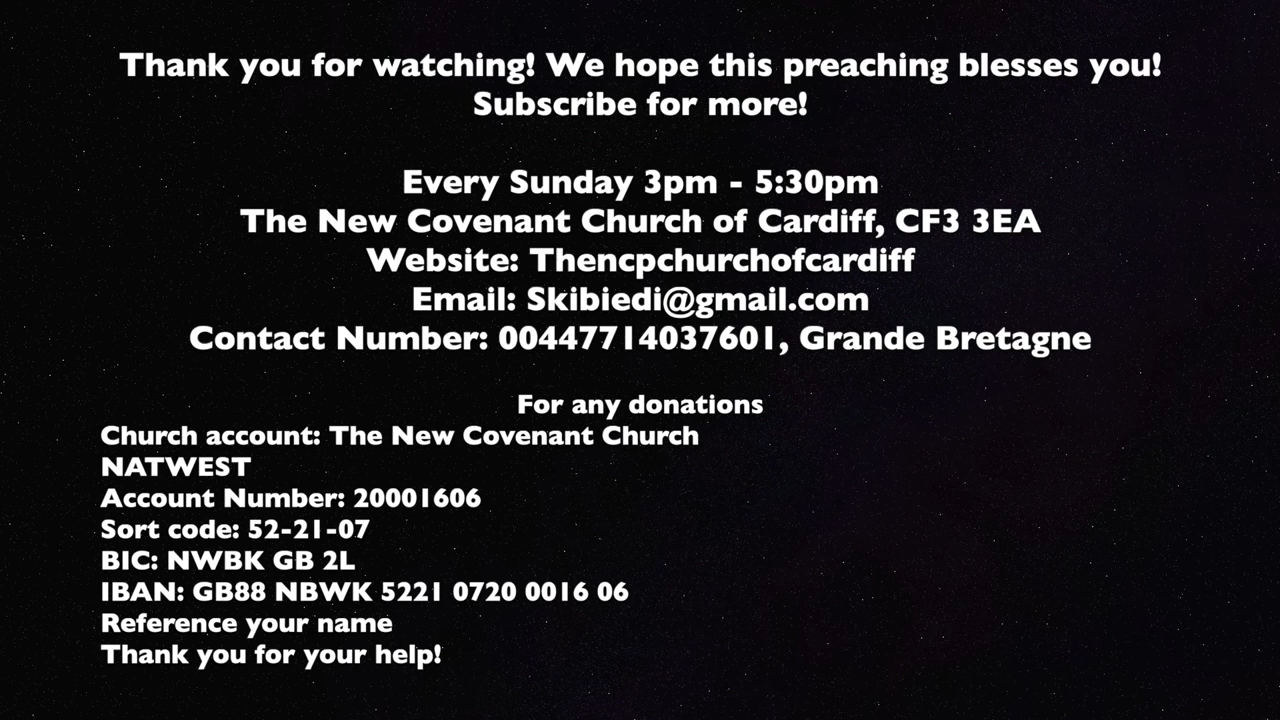 Thank you for watching! We hope this preaching blesses you!
Subscribe for more!
Every Sunday 3pm - 5:30pm
The New Covenant Church of Cardiff, CF3 3EA
Website: Thencpchurchofcardiff
Email: Skibiedi@gmail.com
Contact Number: 00447714037601, Grande Bretagne
For any donations
Church account: The New Covenant Church
NATWEST
Account Number: 20001606
Sort code: 52-21-07
BIC: NWBK GB 2L
IBAN: GB88 NBWK 5221 0720 0016 06
Reference your name
Thank you for your help!